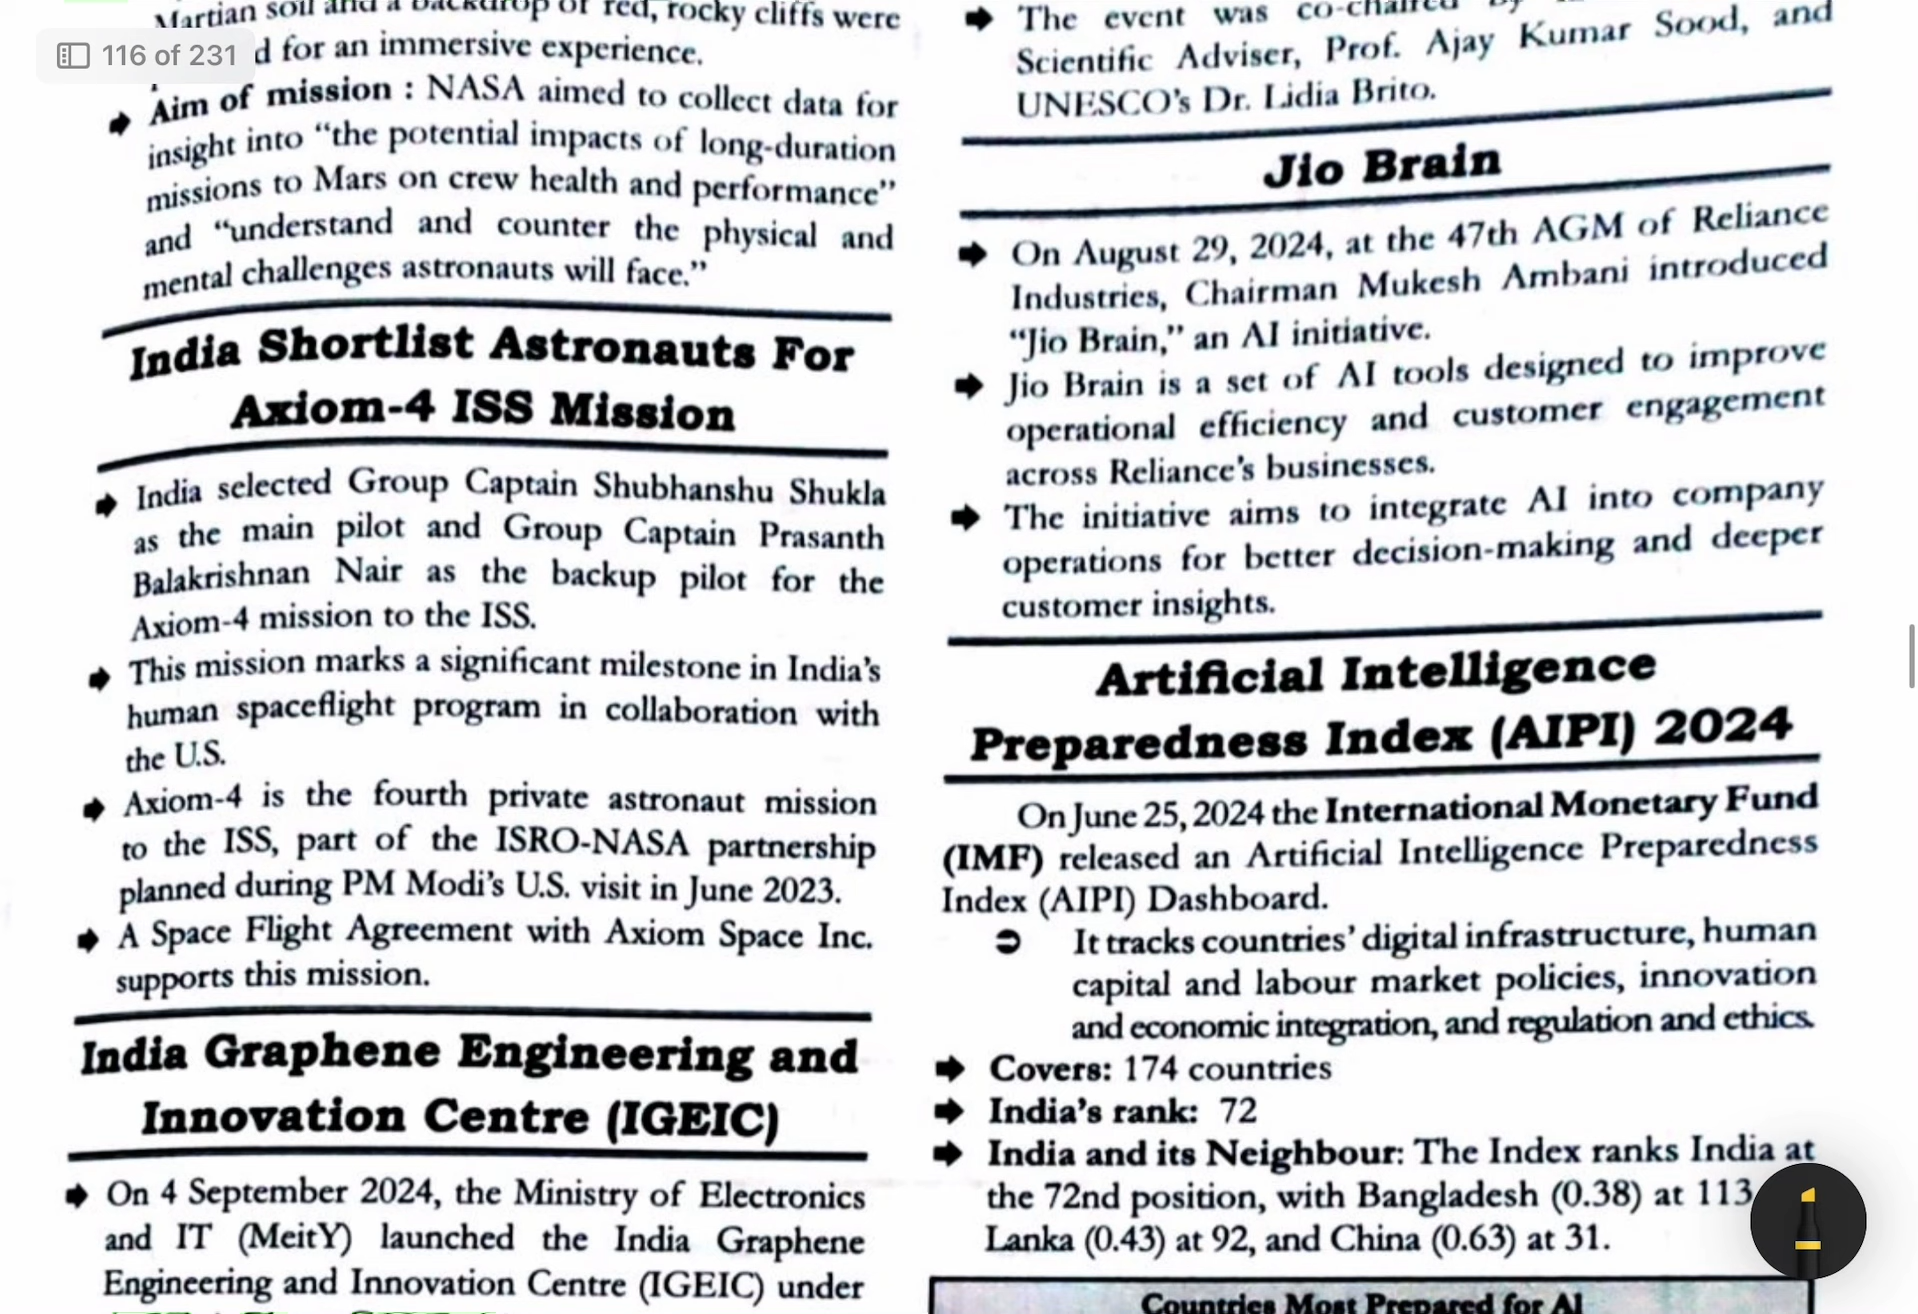 Martian soil and a backdrop of red, rocky cliffs were
116 of 231
d for an immersive experience.
➡ Aim of mission : NASA aimed to collect data for
insight into “the potential impacts of long-duration
missions to Mars on crew health and performance”
and “understand and counter the physical and
mental challenges astronauts will face.”
India Shortlist Astronauts For
Axiom-4 ISS Mission
➡ India selected Group Captain Shubhanshu Shukla
as the main pilot and Group Captain Prasanth
Balakrishnan Nair as the backup pilot for the
Axiom-4 mission to the ISS.
➡ This mission marks a significant milestone in India’s
human spaceflight program in collaboration with
the U.S.
➡ Axiom-4 is the fourth private astronaut mission
to the ISS, part of the ISRO-NASA partnership
planned during PM Modi’s U.S. visit in June 2023.
➡ A Space Flight Agreement with Axiom Space Inc.
supports this mission.
India Graphene Engineering and
Innovation Centre (IGEIC)
➡ On 4 September 2024, the Ministry of Electronics
and IT (MeitY) launched the India Graphene
Engineering and Innovation Centre (IGEIC) under
➡ The event was co-chaired
Scientific Adviser, Prof. Ajay Kumar Sood, and
UNESCO’s Dr. Lidia Brito.
Jio Brain
➡ On August 29, 2024, at the 47th AGM of Reliance
Industries, Chairman Mukesh Ambani introduced
“Jio Brain,” an AI initiative.
➡ Jio Brain is a set of AI tools designed to improve
operational efficiency and customer engagement
across Reliance’s businesses.
➡ The initiative aims to integrate AI into company
operations for better decision-making and deeper
customer insights.
Artificial Intelligence
Preparedness Index (AIPI) 2024
On June 25, 2024 the International Monetary Fund
(IMF) released an Artificial Intelligence Preparedness
Index (AIPI) Dashboard.
➲ It tracks countries’ digital infrastructure, human
capital and labour market policies, innovation
and economic integration, and regulation and ethics.
➡ Covers: 174 countries
➡ India’s rank: 72
➡ India and its Neighbour: The Index ranks India at
the 72nd position, with Bangladesh (0.38) at 113
Lanka (0.43) at 92, and China (0.63) at 31.
Countries Most Prepared for AI